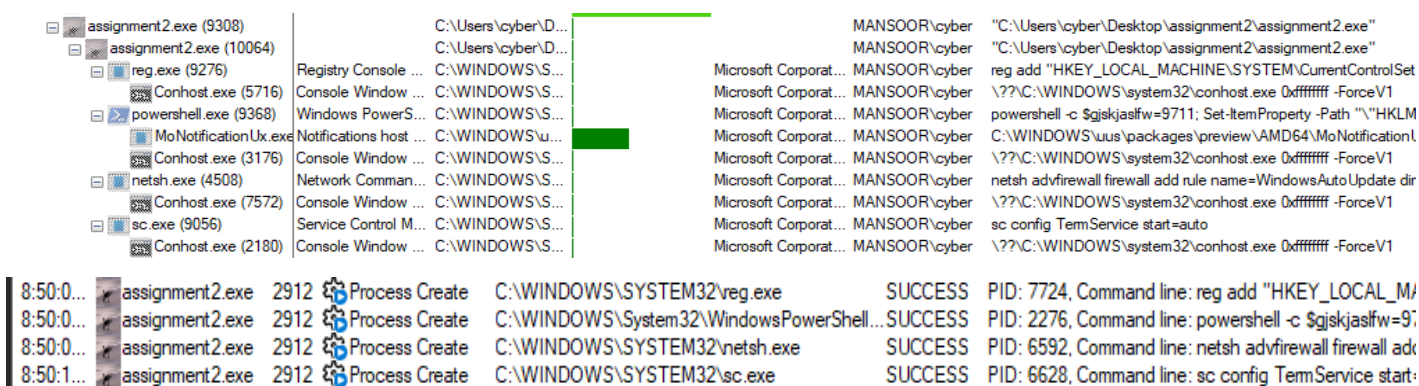 assignment2.exe (9308) C:\Users\cyber\D... MANSOOR\cyber "C:\Users\cyber\Desktop\assignment2\assignment2.exe"
assignment2.exe (10064) C:\Users\cyber\D... MANSOOR\cyber "C:\Users\cyber\Desktop\assignment2\assignment2.exe"
reg.exe (9276) Registry Console ... C:\WINDOWS\S... Microsoft Corporat... MANSOOR\cyber reg add "HKEY_LOCAL_MACHINE\SYSTEM\CurrentControlSet
Conhost.exe (5716) Console Window ... C:\WINDOWS\S... Microsoft Corporat... MANSOOR\cyber \??\C:\WINDOWS\system32\conhost.exe 0xffffffff -ForceV1
powershell.exe (9368) Windows PowerS... C:\WINDOWS\S... Microsoft Corporat... MANSOOR\cyber powershell -c $gjskjaslfw=9711; Set-ItemProperty -Path "\"HKLM
MoNotificationUx.exe Notifications host ... C:\WINDOWS\u... Microsoft Corporat... MANSOOR\cyber C:\WINDOWS\uus\packages\preview\AMD64\MoNotificationU
Conhost.exe (3176) Console Window ... C:\WINDOWS\S... Microsoft Corporat... MANSOOR\cyber \??\C:\WINDOWS\system32\conhost.exe 0xffffffff -ForceV1
netsh.exe (4508) Network Comman... C:\WINDOWS\S... Microsoft Corporat... MANSOOR\cyber netsh advfirewall firewall add rule name=WindowsAutoUpdate dir
Conhost.exe (7572) Console Window ... C:\WINDOWS\S... Microsoft Corporat... MANSOOR\cyber \??\C:\WINDOWS\system32\conhost.exe 0xffffffff -ForceV1
sc.exe (9056) Service Control M... C:\WINDOWS\S... Microsoft Corporat... MANSOOR\cyber sc config TermService start=auto
Conhost.exe (2180) Console Window ... C:\WINDOWS\S... Microsoft Corporat... MANSOOR\cyber \??\C:\WINDOWS\system32\conhost.exe 0xffffffff -ForceV1
8:50:0... assignment2.exe 2912 Process Create C:\WINDOWS\SYSTEM32\reg.exe SUCCESS PID: 7724, Command line: reg add "HKEY_LOCAL_MA
8:50:0... assignment2.exe 2912 Process Create C:\WINDOWS\System32\WindowsPowerShell... SUCCESS PID: 2276, Command line: powershell -c $gjskjaslfw=97
8:50:0... assignment2.exe 2912 Process Create C:\WINDOWS\SYSTEM32\netsh.exe SUCCESS PID: 6592, Command line: netsh advfirewall firewall add
8:50:1... assignment2.exe 2912 Process Create C:\WINDOWS\SYSTEM32\sc.exe SUCCESS PID: 6628, Command line: sc config TermService start=